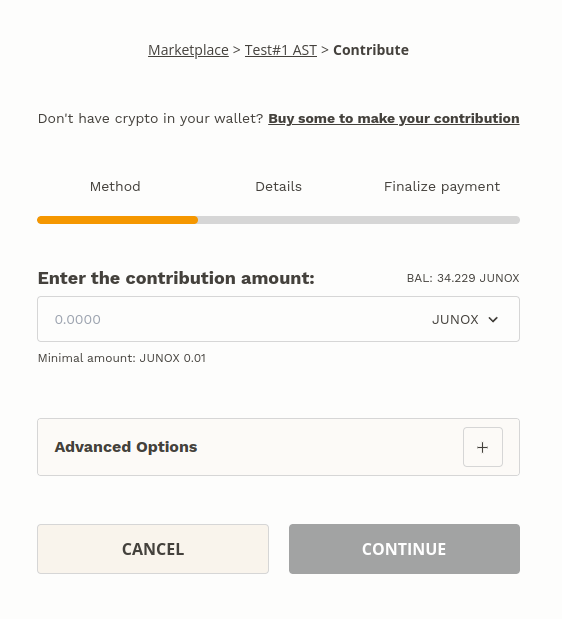 Marketplace > Test#1 AST > Contribute
Don't have crypto in your wallet? Buy some to make your contribution
Method Details Finalize payment
Enter the contribution amount: BAL: 34.229 JUNOX
0.0000 JUNOX
Minimal amount: JUNOX 0.01
Advanced Options +
CANCEL CONTINUE